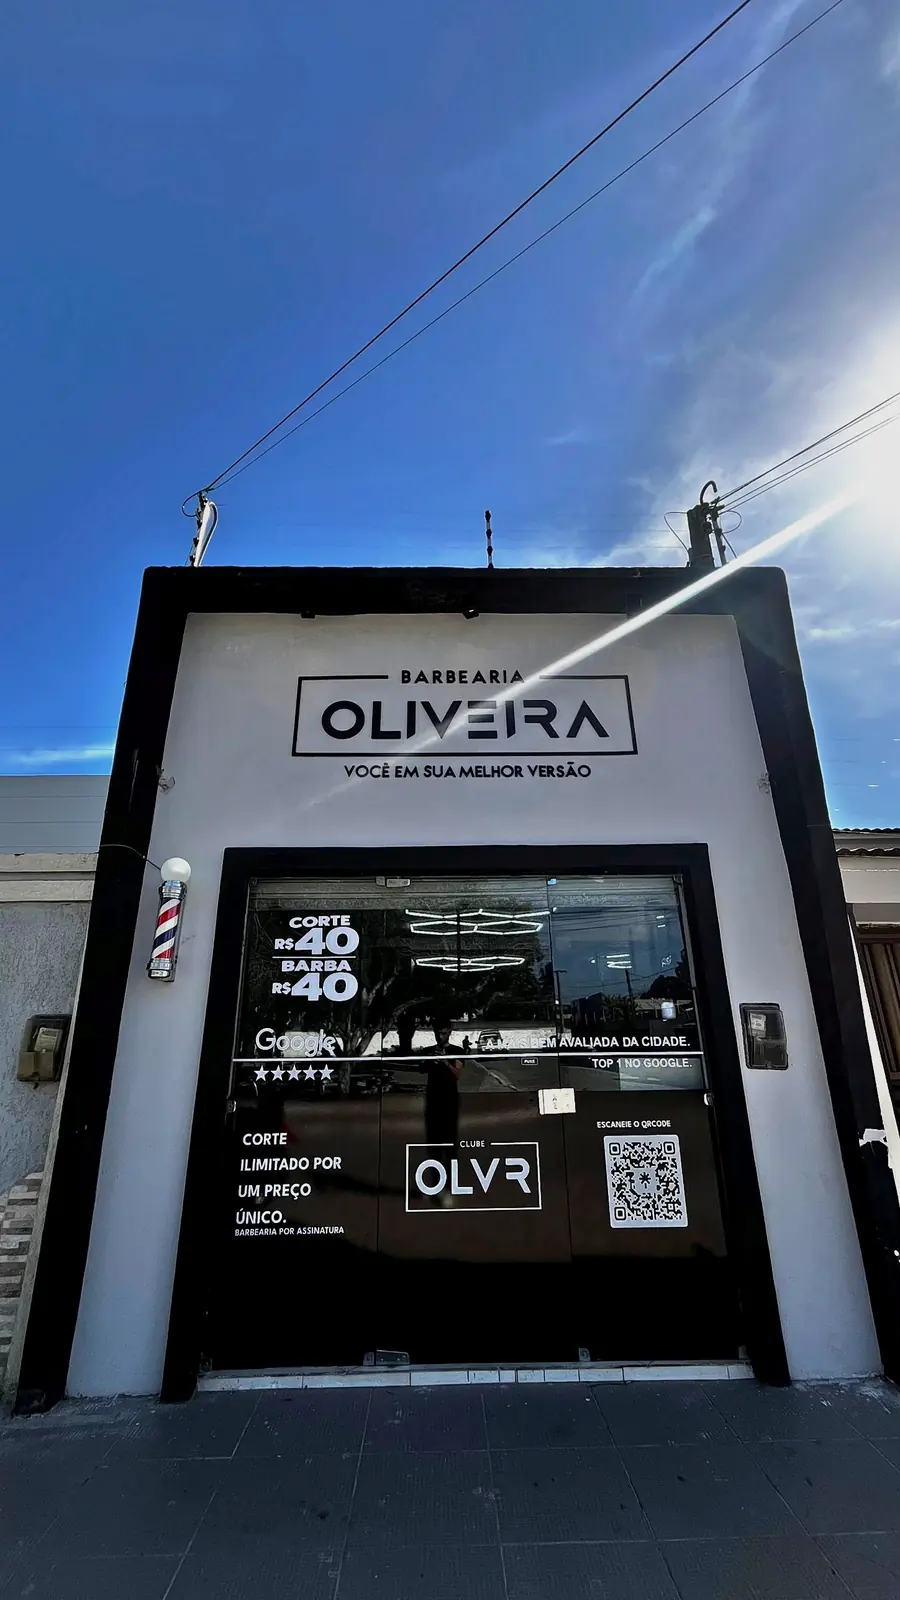 BARBEARIA
OLIVEIRA
VOCÊ EM SUA MELHOR VERSÃO
CORTE
R$40
BARBA
R$40
Google
A MAIS BEM AVALIADA DA CIDADE.
TOP 1 NO GOOGLE.
CORTE
ILIMITADO POR
UM PREÇO
ÚNICO.
BARBEARIA POR ASSINATURA
CLUBE
OLVR
ESCANEIE O QRCODE